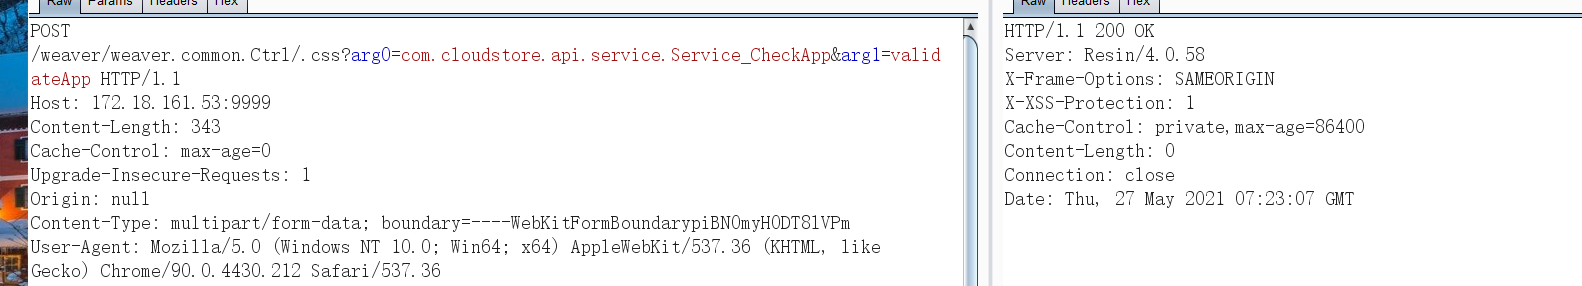 Raw Params Headers Hex
POST
/weaver/weaver.common.Ctrl/.css?arg0=com.cloudstore.api.service.Service_CheckApp&arg1=valid
ateApp HTTP/1.1
Host: 172.18.161.53:9999
Content-Length: 343
Cache-Control: max-age=0
Upgrade-Insecure-Requests: 1
Origin: null
Content-Type: multipart/form-data; boundary=----WebKitFormBoundarypiBNOmyHODT8lVPm
User-Agent: Mozilla/5.0 (Windows NT 10.0; Win64; x64) AppleWebKit/537.36 (KHTML, like
Gecko) Chrome/90.0.4430.212 Safari/537.36
Raw Headers Hex
HTTP/1.1 200 OK
Server: Resin/4.0.58
X-Frame-Options: SAMEORIGIN
X-XSS-Protection: 1
Cache-Control: private,max-age=86400
Content-Length: 0
Connection: close
Date: Thu, 27 May 2021 07:23:07 GMT